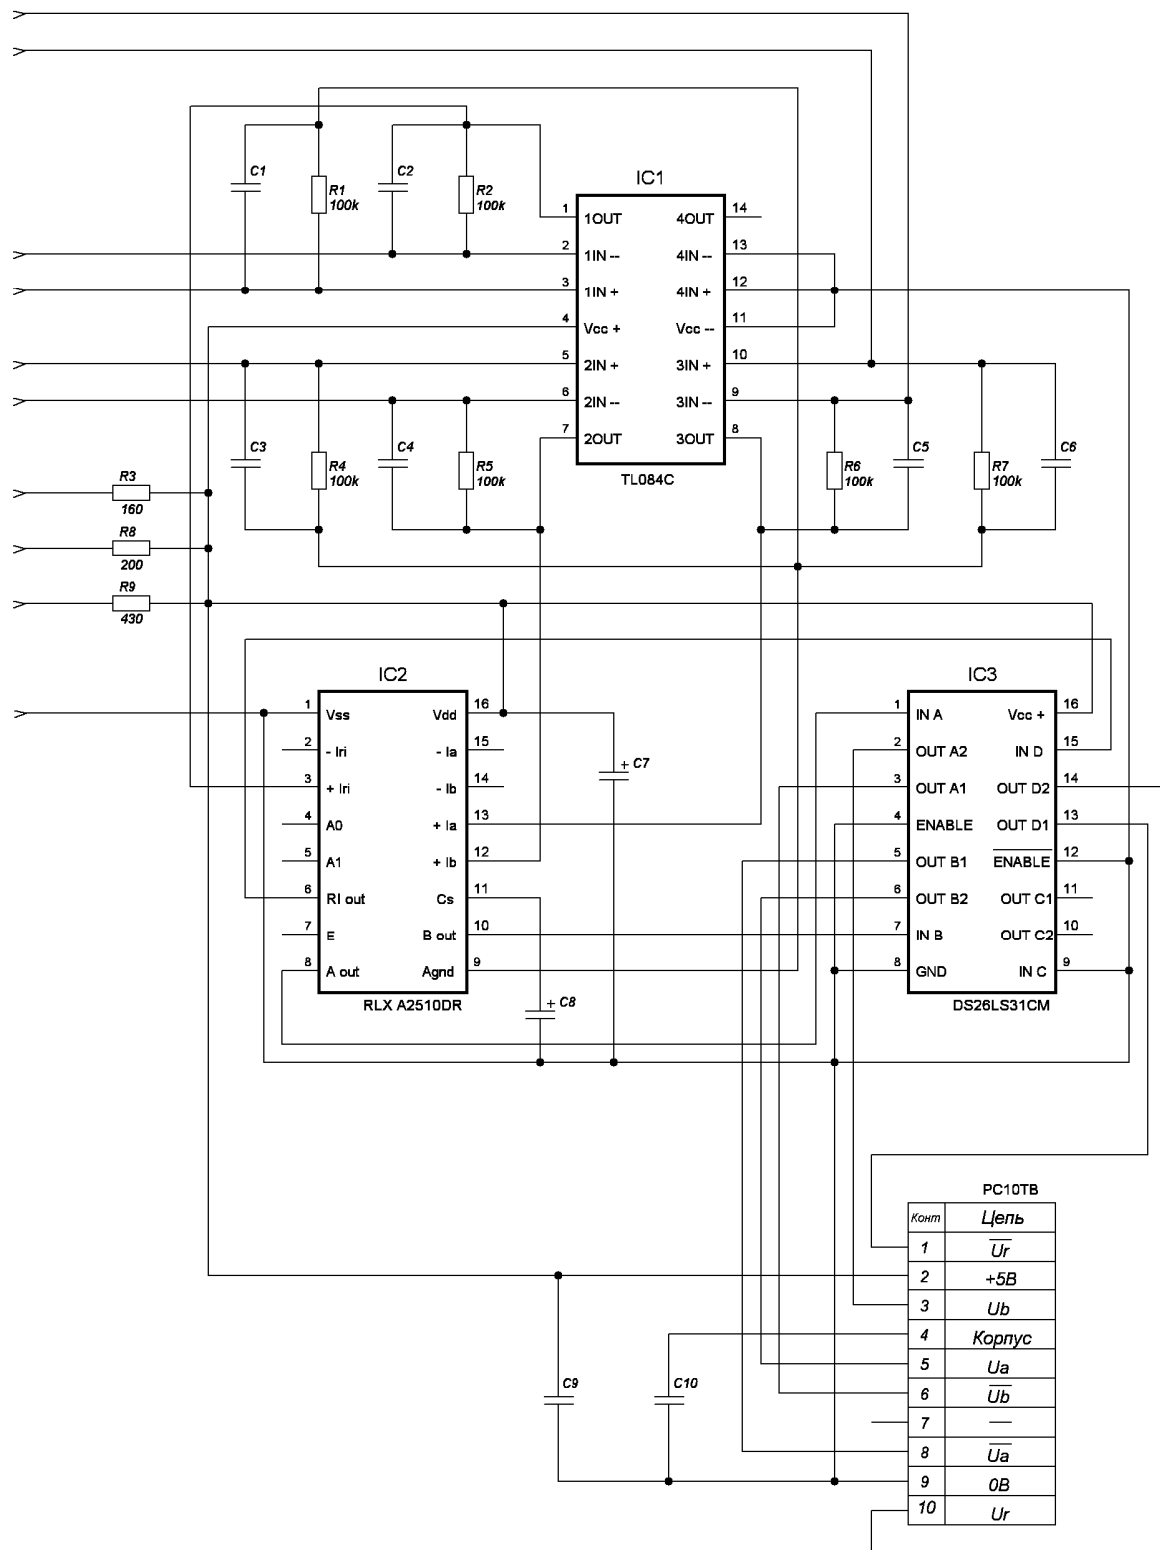 C1
R1
100k
C2
R2
100k
IC1
1 1OUT 4OUT 14
2 1IN -- 4IN -- 13
3 1IN + 4IN + 12
4 Vcc + Vcc -- 11
5 2IN + 3IN + 10
6 2IN -- 3IN -- 9
7 2OUT 3OUT 8
TL084C
C3
R4
100k
C4
R5
100k
R6
100k
C5
R7
100k
C6
R3
160
R8
200
R9
430
IC2
1 Vss Vdd 16
2 - Iri - Ia 15
3 + Iri - Ib 14
4 A0 + Ia 13
5 A1 + Ib 12
6 RI out Cs 11
7 E B out 10
8 A out Agnd 9
RLX A2510DR
+ C7
+ C8
IC3
1 IN A Vcc + 16
2 OUT A2 IN D 15
3 OUT A1 OUT D2 14
4 ENABLE OUT D1 13
5 OUT B1 ENABLE 12
6 OUT B2 OUT C1 11
7 IN B OUT C2 10
8 GND IN C 9
DS26LS31CM
C9
C10
РС10ТВ
Конт Цепь
1 Ur
2 +5В
3 Ub
4 Корпус
5 Ua
6 Ub
7 —
8 Ua
9 0В
10 Ur